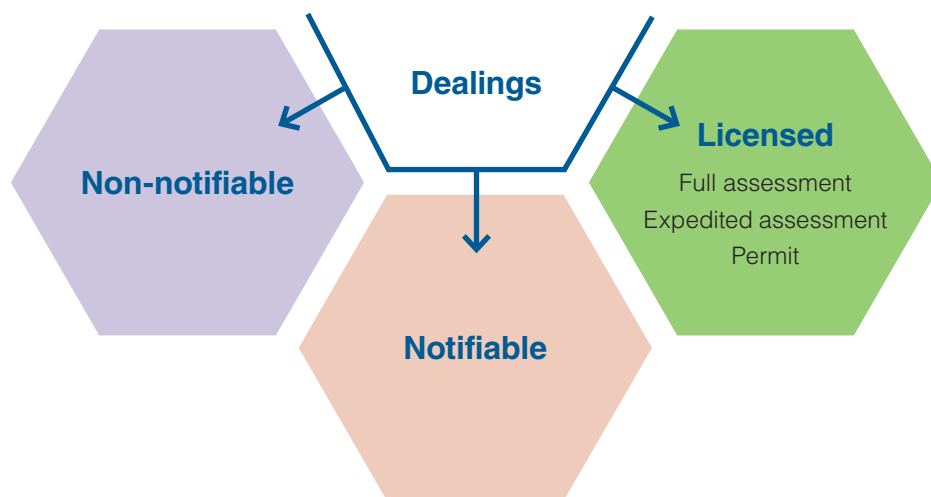 Dealings
Non-notifiable
Notifiable
Licensed
Full assessment
Expedited assessment
Permit